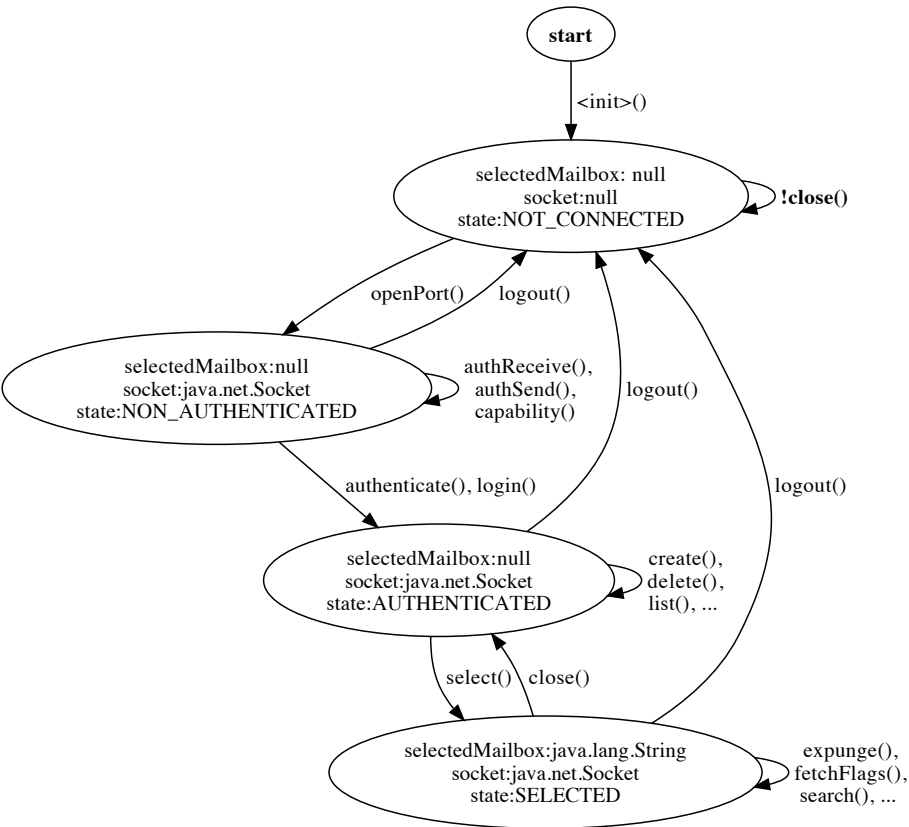 start
<init>()
selectedMailbox: null
socket:null
state:NOT_CONNECTED
!close()
openPort()
logout()
selectedMailbox:null
socket:java.net.Socket
state:NON_AUTHENTICATED
authReceive(),
authSend(),
capability()
logout()
authenticate(), login()
logout()
selectedMailbox:null
socket:java.net.Socket
state:AUTHENTICATED
create(),
delete(),
list(), ...
select()
close()
selectedMailbox:java.lang.String
socket:java.net.Socket
state:SELECTED
expunge(),
fetchFlags(),
search(), ...